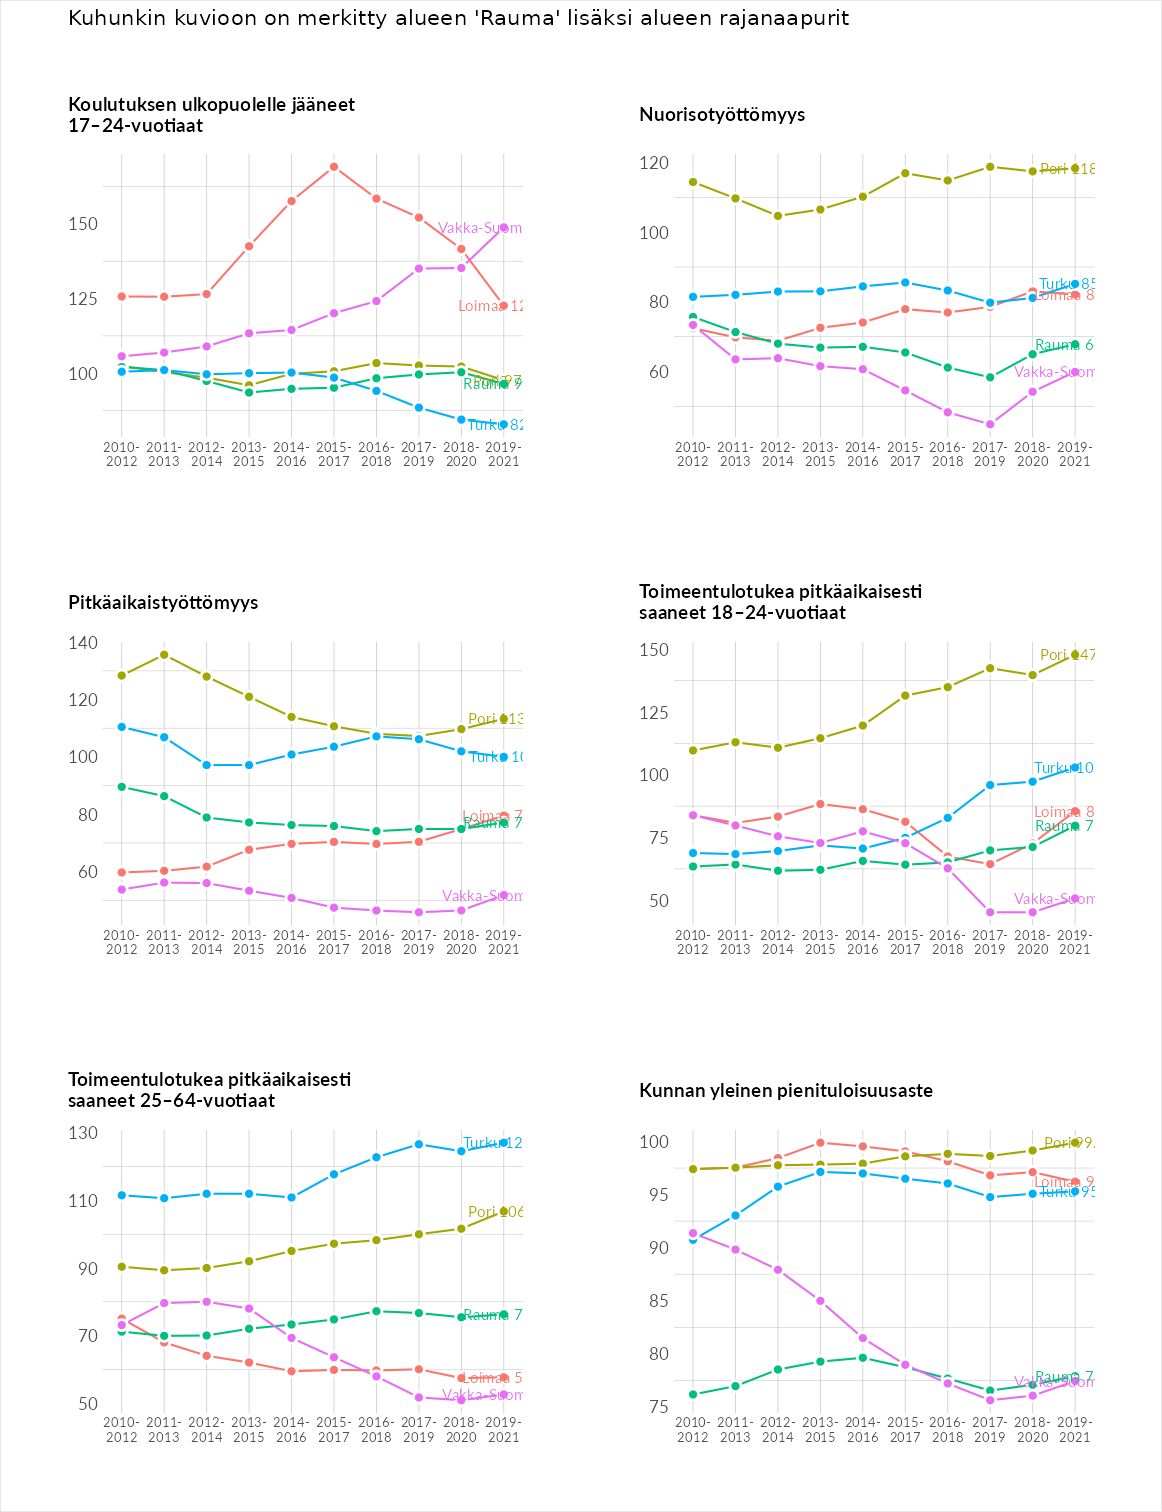 Kuhunkin kuvioon on merkitty alueen 'Rauma' lisäksi alueen rajanaapurit
Koulutuksen ulkopuolelle jääneet
17–24-vuotiaat
150
125
100
Vakka-Suom
Loimaa 12
Pori 97
Rauma 9
Turku 82
2010- 2011- 2012- 2013- 2014- 2015- 2016- 2017- 2018- 2019-
2012 2013 2014 2015 2016 2017 2018 2019 2020 2021
Nuorisotyöttömyys
120
100
80
60
Pori 118
Turku 85
Loimaa 8
Rauma 6
Vakka-Suom
2010- 2011- 2012- 2013- 2014- 2015- 2016- 2017- 2018- 2019-
2012 2013 2014 2015 2016 2017 2018 2019 2020 2021
Pitkäaikaistyöttömyys
140
120
100
80
60
Pori 113
Turku 10
Loimaa 7
Rauma 7
Vakka-Suom
2010- 2011- 2012- 2013- 2014- 2015- 2016- 2017- 2018- 2019-
2012 2013 2014 2015 2016 2017 2018 2019 2020 2021
Toimeentulotukea pitkäaikaisesti
saaneet 18–24-vuotiaat
150
125
100
75
50
Pori 147
Turku 10
Loimaa 8
Rauma 7
Vakka-Suom
2010- 2011- 2012- 2013- 2014- 2015- 2016- 2017- 2018- 2019-
2012 2013 2014 2015 2016 2017 2018 2019 2020 2021
Toimeentulotukea pitkäaikaisesti
saaneet 25–64-vuotiaat
130
110
90
70
50
Turku 12
Pori 106
Rauma 7
Loimaa 5
Vakka-Suom
2010- 2011- 2012- 2013- 2014- 2015- 2016- 2017- 2018- 2019-
2012 2013 2014 2015 2016 2017 2018 2019 2020 2021
Kunnan yleinen pienituloisuusaste
100
95
90
85
80
75
Pori 99.
Loimaa 9
Turku 95
Rauma 7
Vakka-Suom
2010- 2011- 2012- 2013- 2014- 2015- 2016- 2017- 2018- 2019-
2012 2013 2014 2015 2016 2017 2018 2019 2020 2021